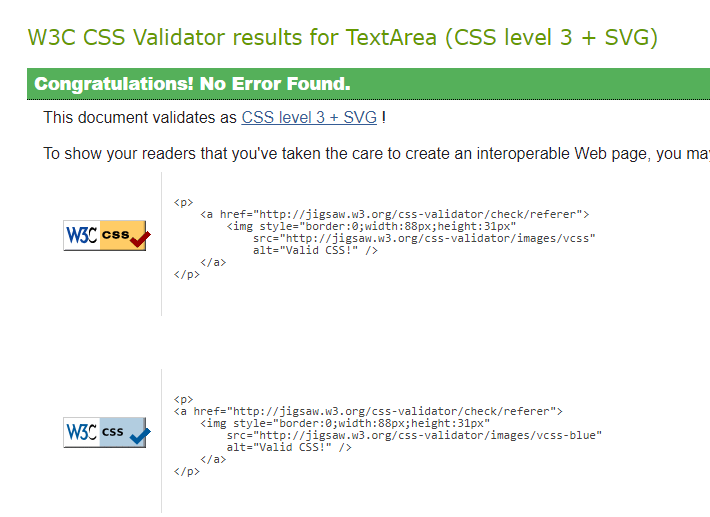 W3C CSS Validator results for TextArea (CSS level 3 + SVG)
Congratulations! No Error Found.
This document validates as CSS level 3 + SVG !
To show your readers that you've taken the care to create an interoperable Web page, you may
<p>
<a href="http://jigsaw.w3.org/css-validator/check/referer">
<img style="border:0;width:88px;height:31px"
src="http://jigsaw.w3.org/css-validator/images/vcss"
alt="Valid CSS!" />
</a>
</p>
W3C css
<p>
<a href="http://jigsaw.w3.org/css-validator/check/referer">
<img style="border:0;width:88px;height:31px"
src="http://jigsaw.w3.org/css-validator/images/vcss-blue"
alt="Valid CSS!" />
</a>
</p>
W3C css